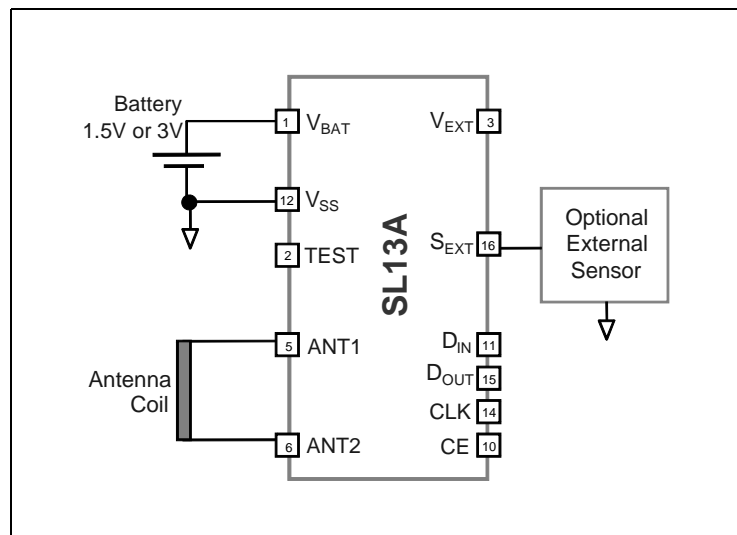 Battery
1.5V or 3V
1
VBAT
VEXT
3
12
VSS
2
TEST
SL13A
SEXT
16
Optional
External
Sensor
5
ANT1
DIN
11
DOUT
15
Antenna
Coil
CLK
14
6
ANT2
CE
10